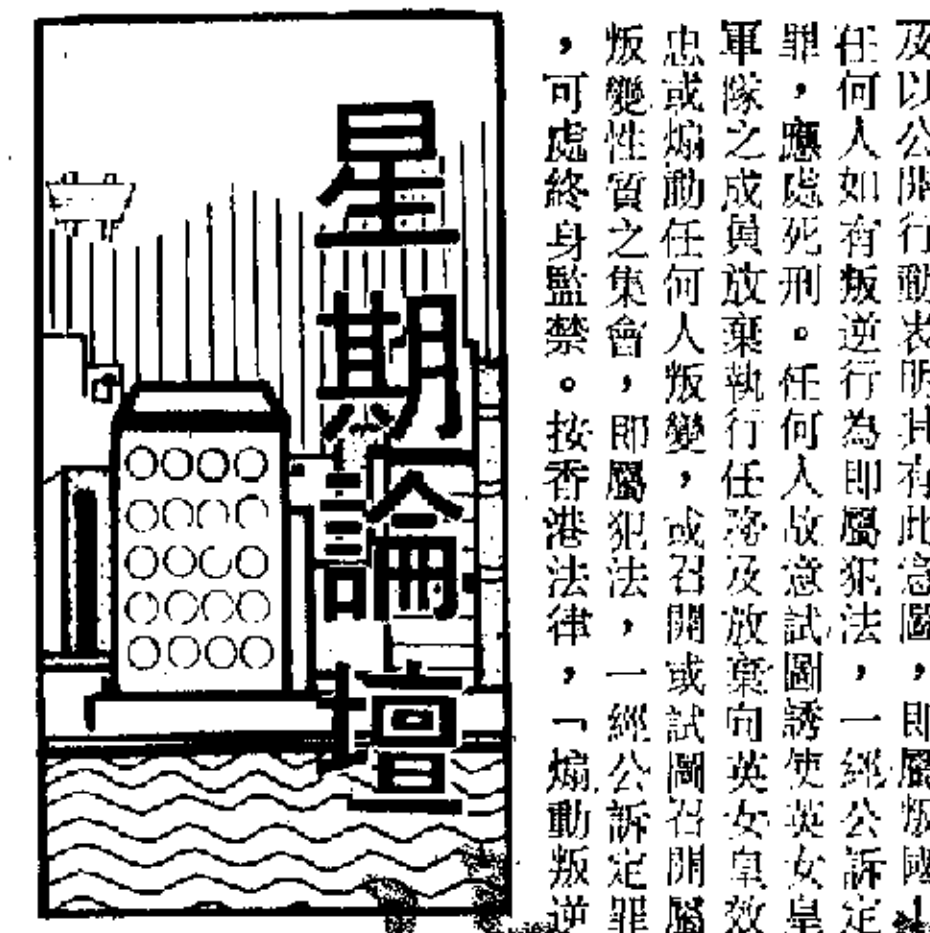 及以公開行動表明其有此意圖，即屬叛國
任何人如有叛逆行為即屬犯法，一經公訴定
罪，應處死刑。任何人故意試圖誘使英女皇
軍隊之成員放棄執行任務及放棄向英女皇效
忠或煽動任何人叛變，或召開或試圖召開屬
叛變性質之集會，即屬犯法，一經公訴定罪
，可處終身監禁。按香港法律，「煽動叛逆
星期論壇